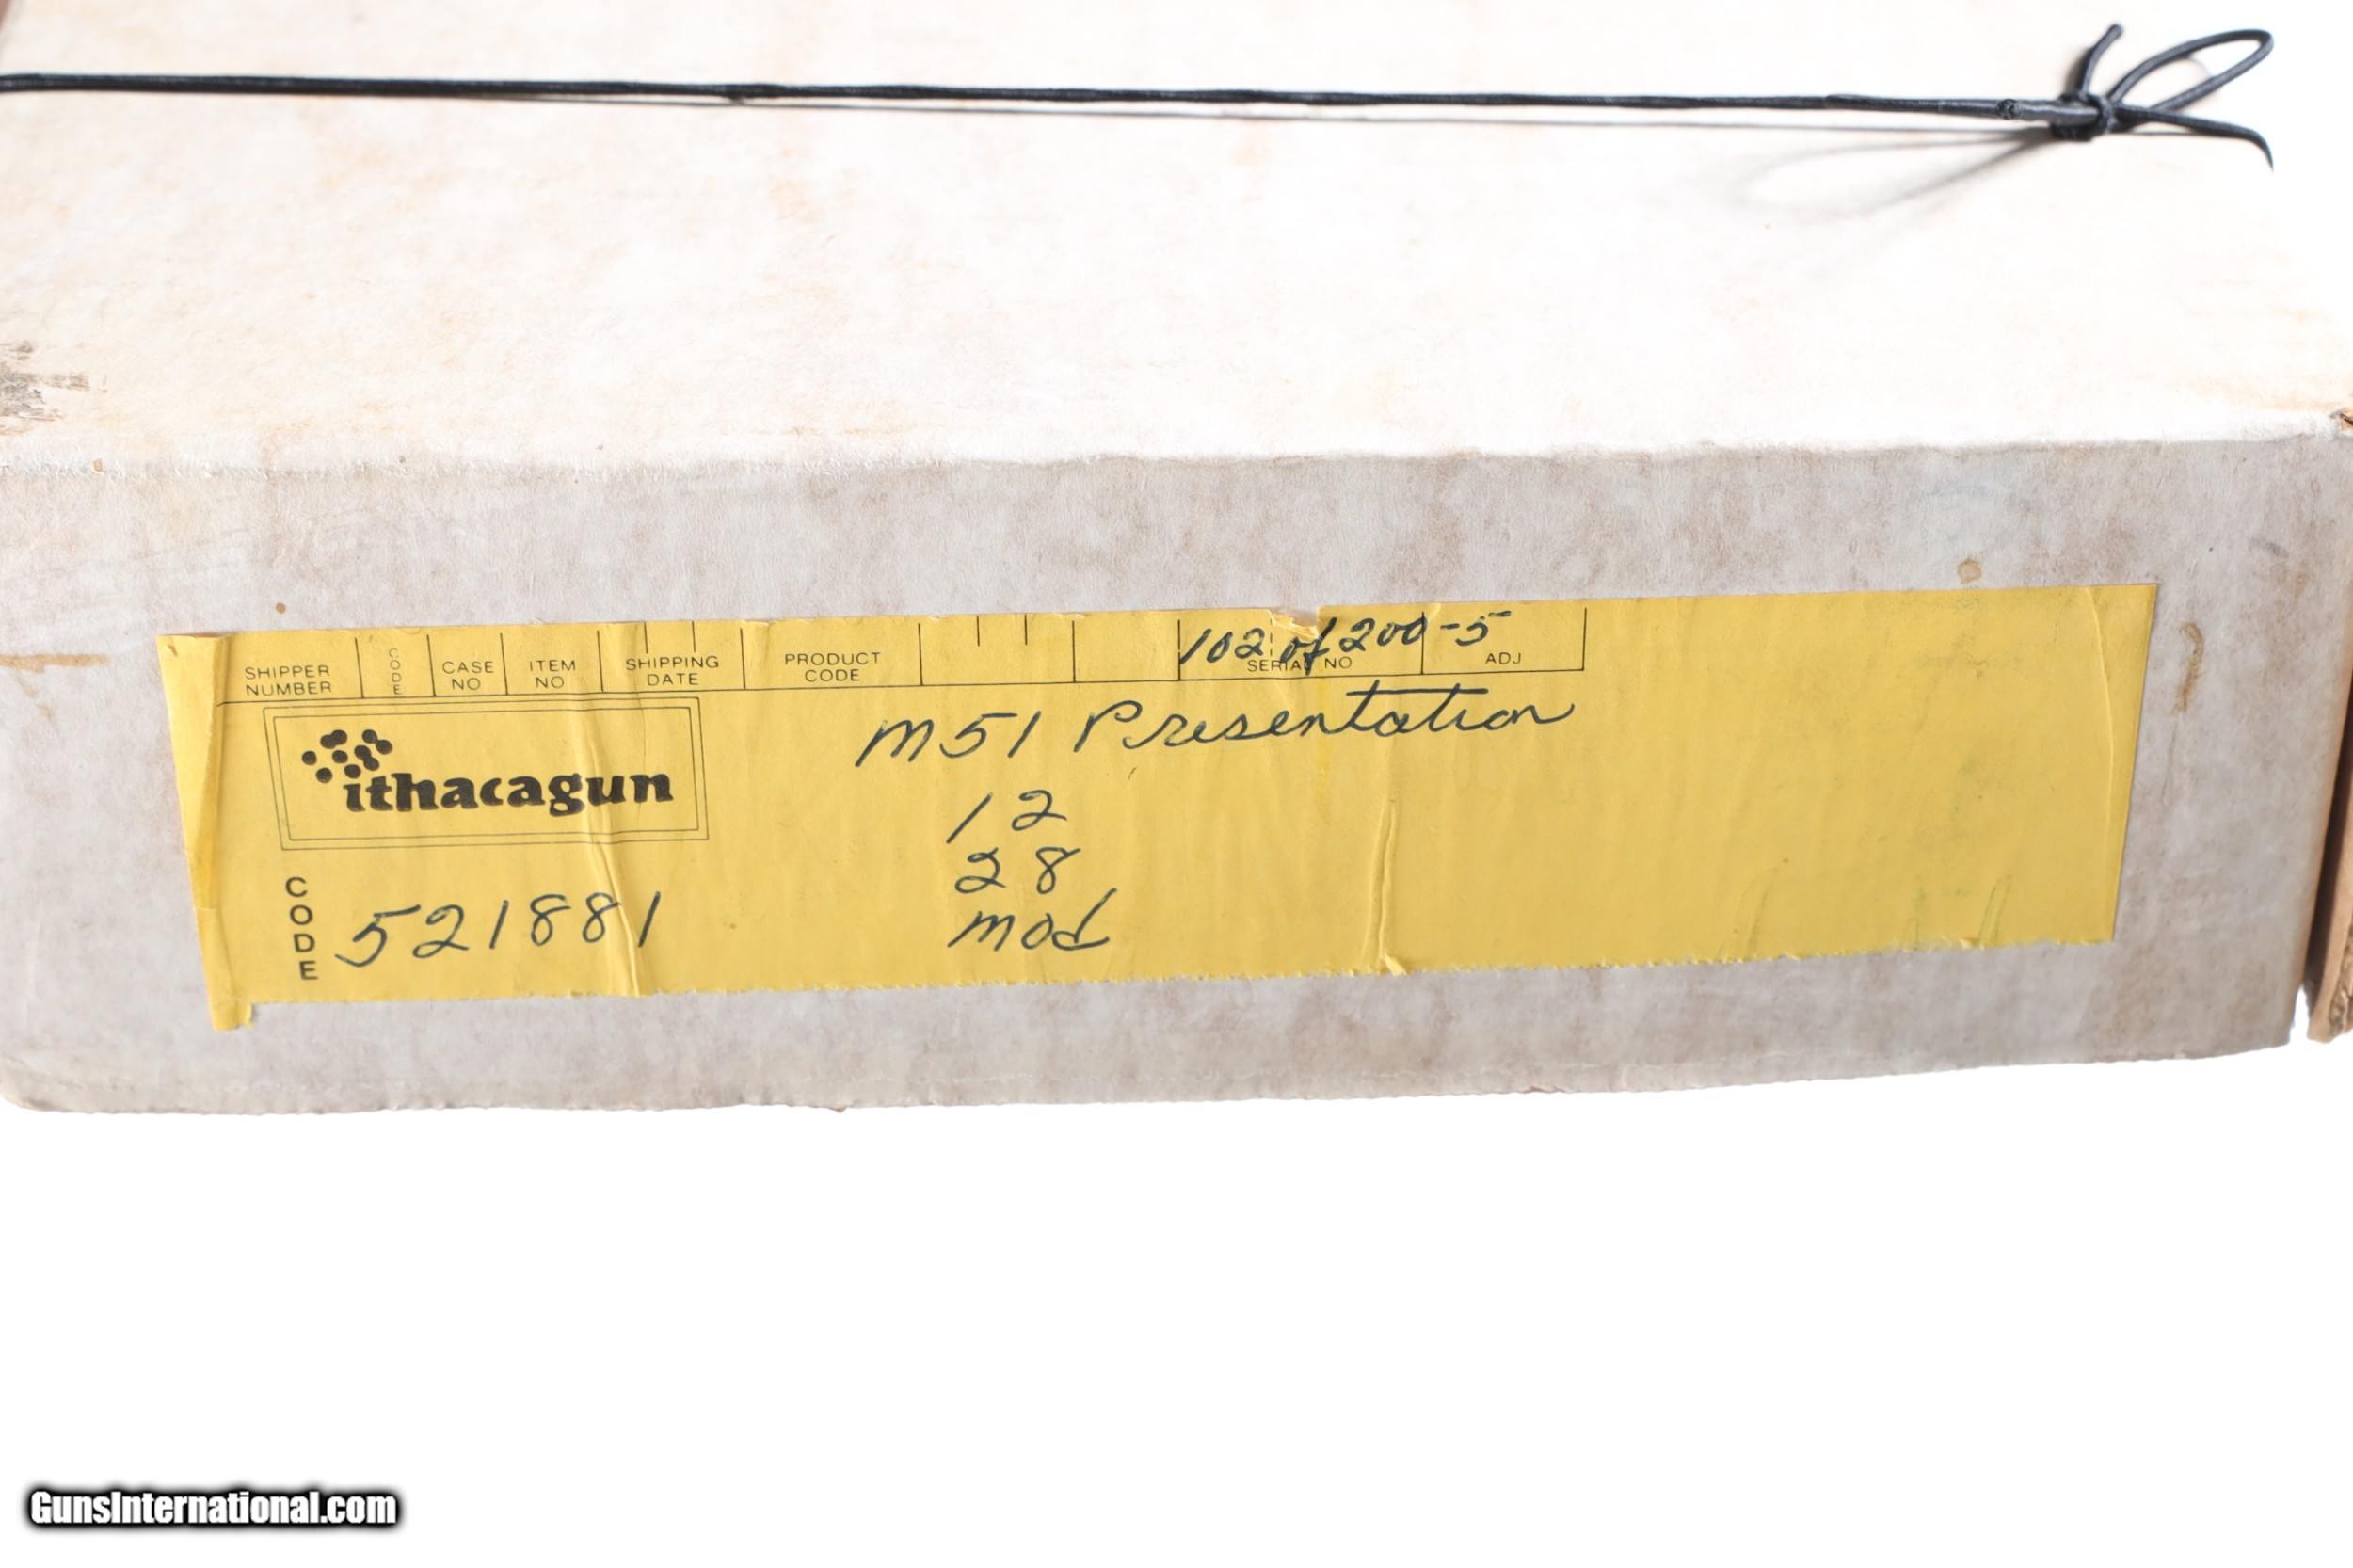 102 of 200-5
SHIPPER NUMBER
CODE
CASE NO
ITEM NO
SHIPPING DATE
PRODUCT CODE
SERIAL NO
ADJ
ithacagun
M51 Presentation
12
28
mod
CODE 521881
GunsInternational.com